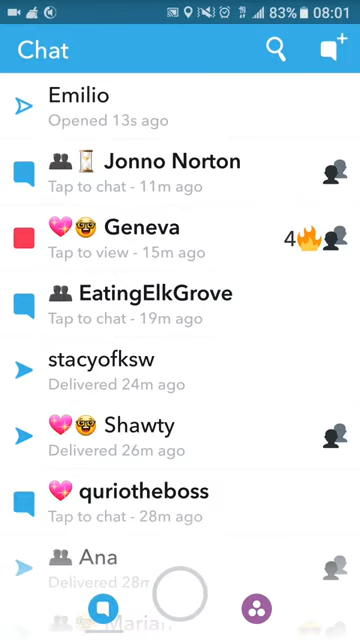 83% 08:01
Chat
Emilio
Opened 13s ago
Jonno Norton
Tap to chat - 11m ago
Geneva
Tap to view - 15m ago
4
EatingElkGrove
Tap to chat - 19m ago
stacyofksw
Delivered 24m ago
Shawty
Delivered 26m ago
quriotheboss
Tap to chat - 28m ago
Ana
Delivered 28m